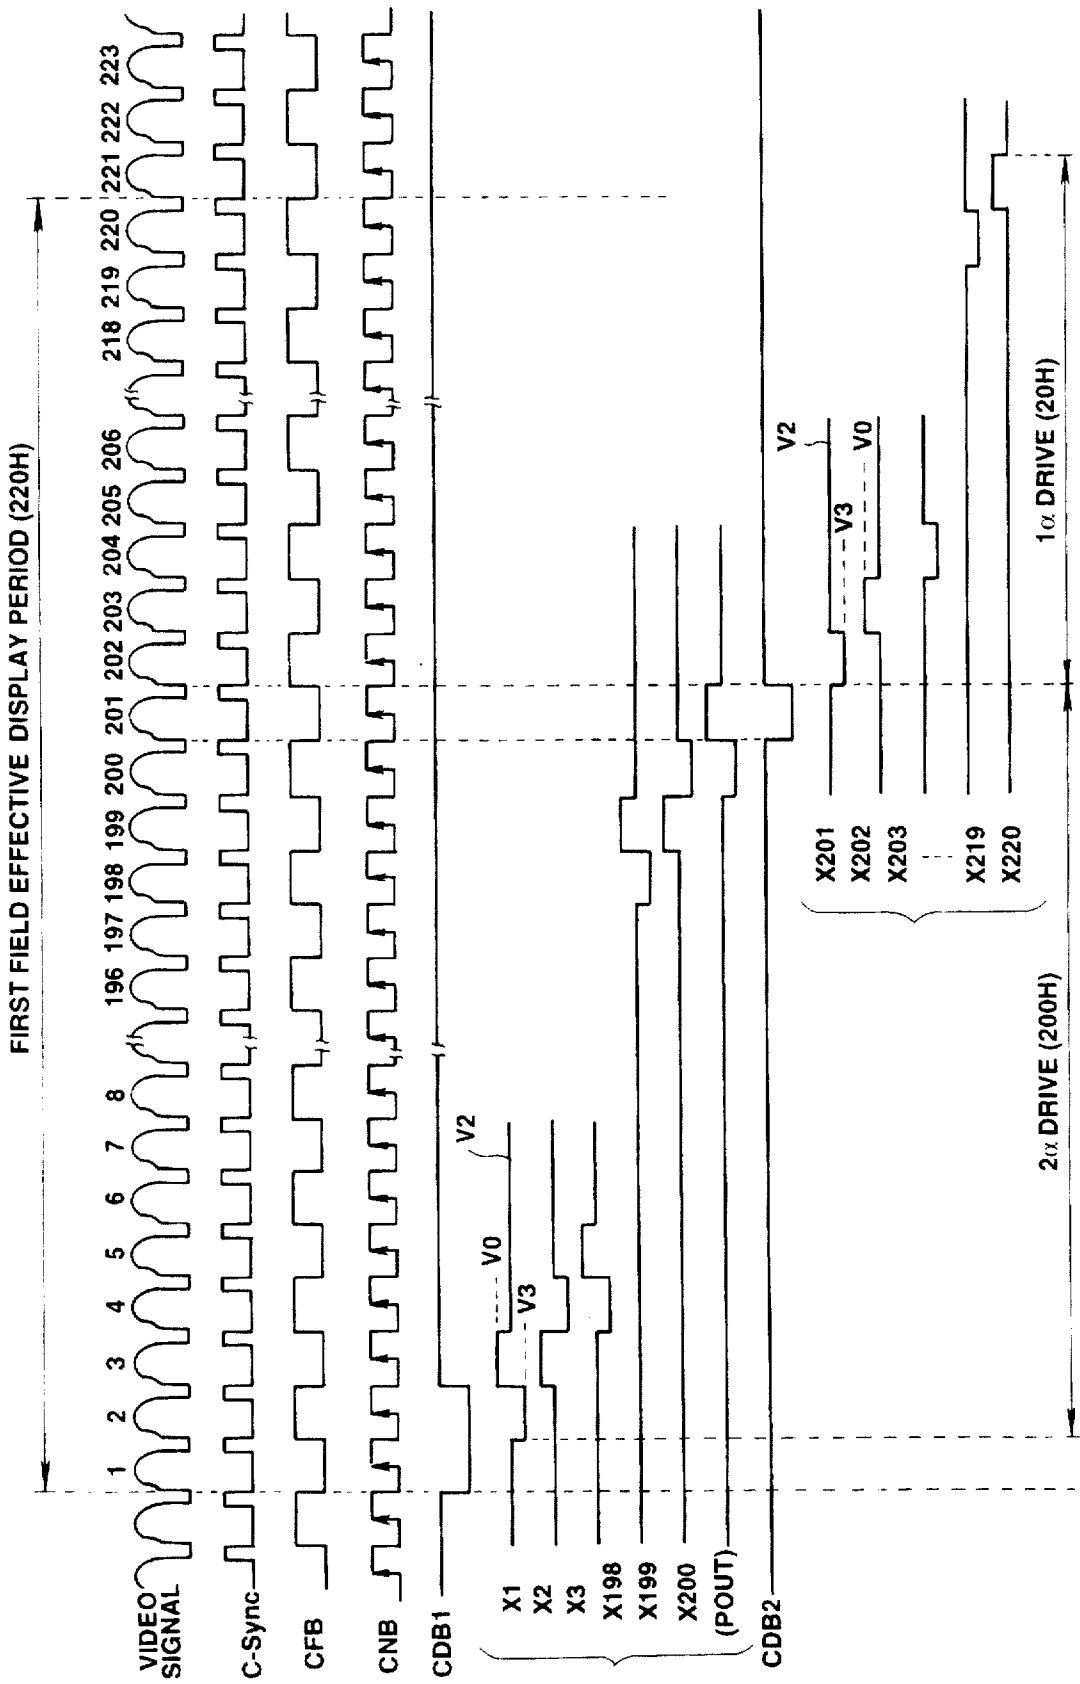 FIRST FIELD EFFECTIVE DISPLAY PERIOD (220H)
1 2 3 4 5 6 7 8 196 197 198 199 200 201 202 203 204 205 206 218 219 220 221 222 223
VIDEO
SIGNAL
C-Sync
CFB
CNB
CDB1
V0
V2
V3
X1
X2
X3
X198
X199
X200
(POUT)
CDB2
V2
V3
V0
X201
X202
X203
X219
X220
2α DRIVE (200H)
1α DRIVE (20H)